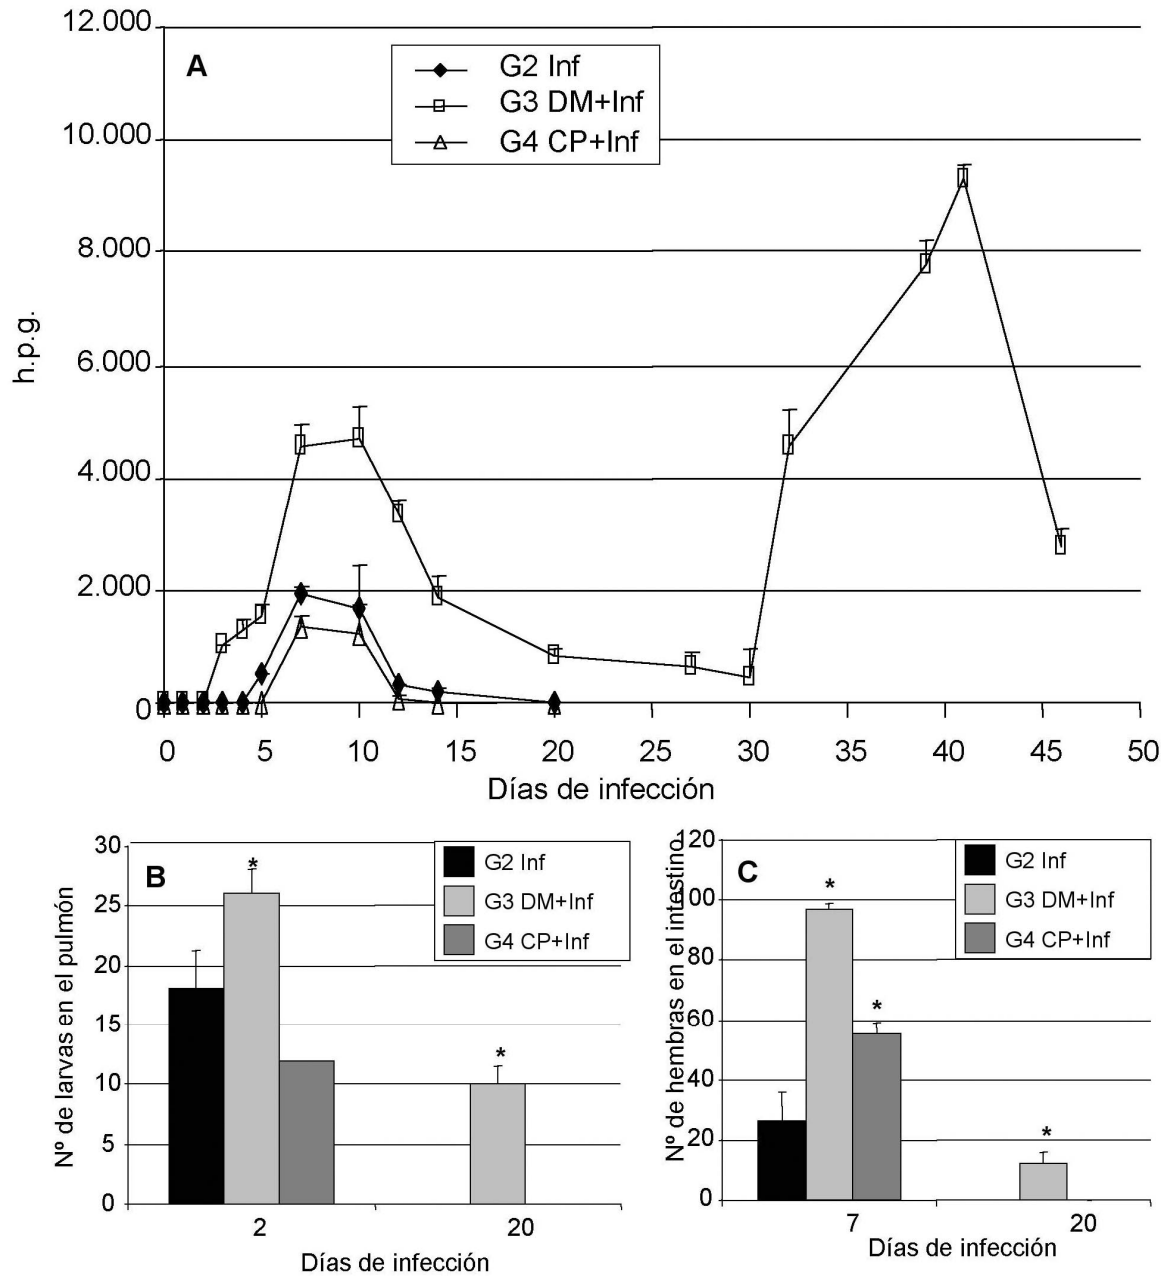 A
G2 Inf
G3 DM+Inf
G4 CP+Inf
12.000
10.000
8.000
6.000
4.000
2.000
0
h.p.g.
0 5 10 15 20 25 30 35 40 45 50
Días de infección
B
G2 Inf
G3 DM+Inf
G4 CP+Inf
30
25
20
15
10
5
0
Nº de larvas en el pulmón
* *
2 20
Días de infección
C
G2 Inf
G3 DM+Inf
G4 CP+Inf
120
100
80
60
40
20
0
Nº de hembras en el intestino
* * *
7 20
Días de infección